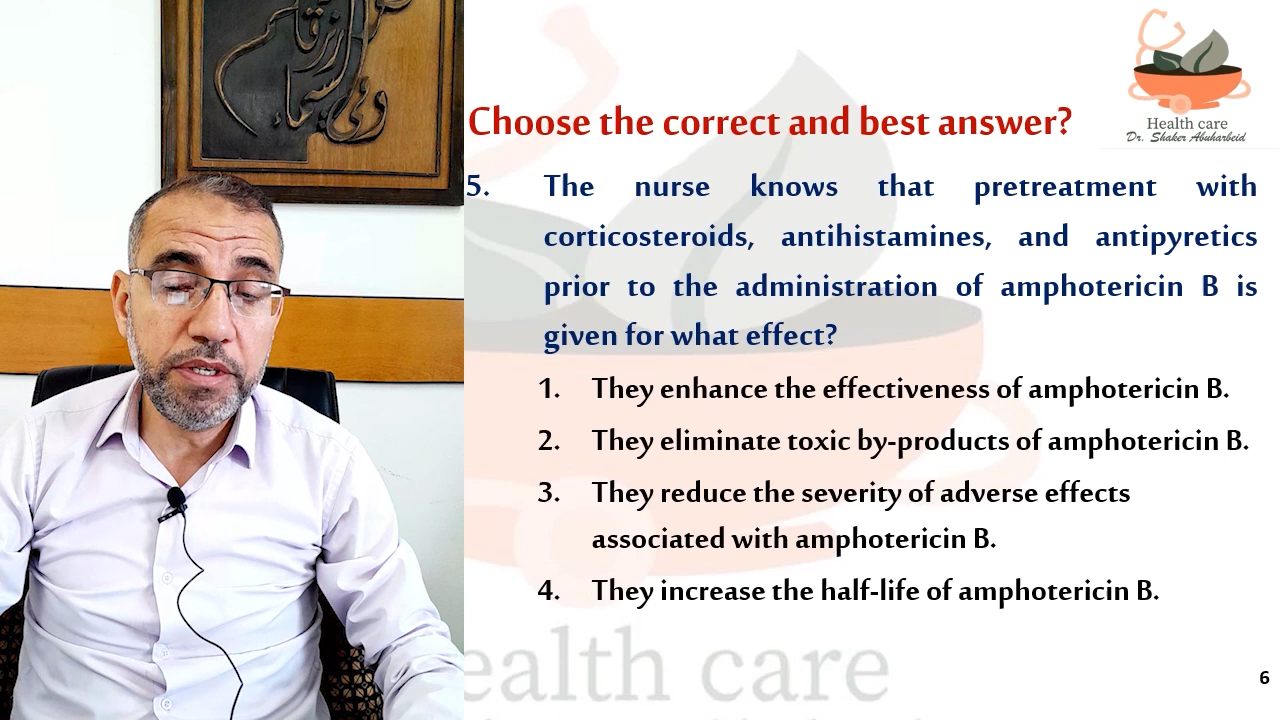 Health care
Dr. Shaker Abuharbeid
Choose the correct and best answer?
5. The nurse knows that pretreatment with
corticosteroids, antihistamines, and antipyretics
prior to the administration of amphotericin B is
given for what effect?
1. They enhance the effectiveness of amphotericin B.
2. They eliminate toxic by-products of amphotericin B.
3. They reduce the severity of adverse effects
associated with amphotericin B.
4. They increase the half-life of amphotericin B.
ealth care
6